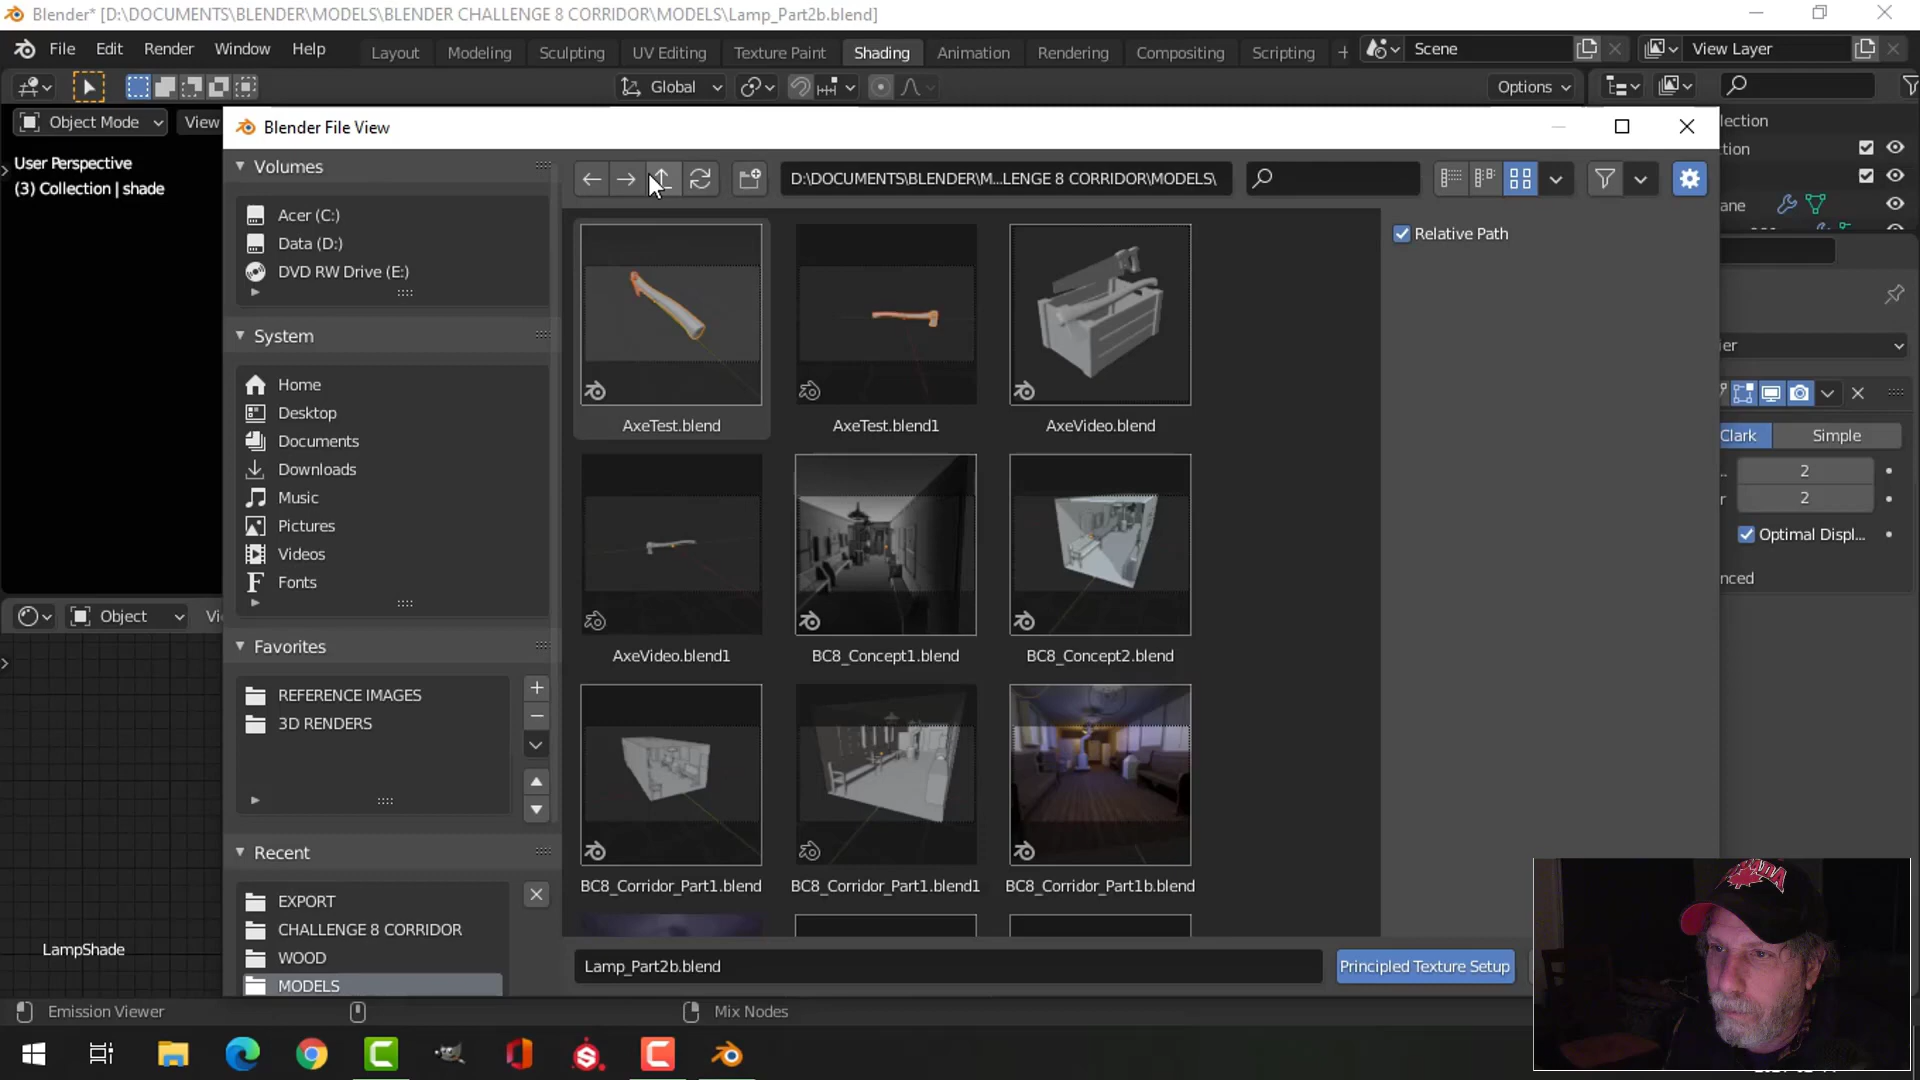 Blender* [D:\DOCUMENTS\BLENDER\MODELS\BLENDER CHALLENGE 8 CORRIDOR\MODELS\Lamp_Part2b.blend]
File Edit Render Window Help Layout Modeling Sculpting UV Editing Texture Paint Shading Animation Rendering Compositing Scripting + Scene View Layer
Global Options
Object Mode View
Blender File View
lection
User Perspective
(3) Collection | shade
tion
Volumes
D:\DOCUMENTS\BLENDER\M...LENGE 8 CORRIDOR\MODELS\
ane
Acer (C:)
Data (D:)
DVD RW Drive (E:)
Relative Path
System
Home
Desktop
Documents
Downloads
Music
Pictures
Videos
Fonts
AxeTest.blend AxeTest.blend1 AxeVideo.blend
ier
Clark Simple
2
r 2
Optimal Displ...
nced
Object
AxeVideo.blend1 BC8_Concept1.blend BC8_Concept2.blend
Favorites
REFERENCE IMAGES
3D RENDERS
Recent
EXPORT
CHALLENGE 8 CORRIDOR
WOOD
MODELS
BC8_Corridor_Part1.blend BC8_Corridor_Part1.blend1 BC8_Corridor_Part1b.blend
LampShade
Lamp_Part2b.blend
Principled Texture Setup
Emission Viewer Mix Nodes